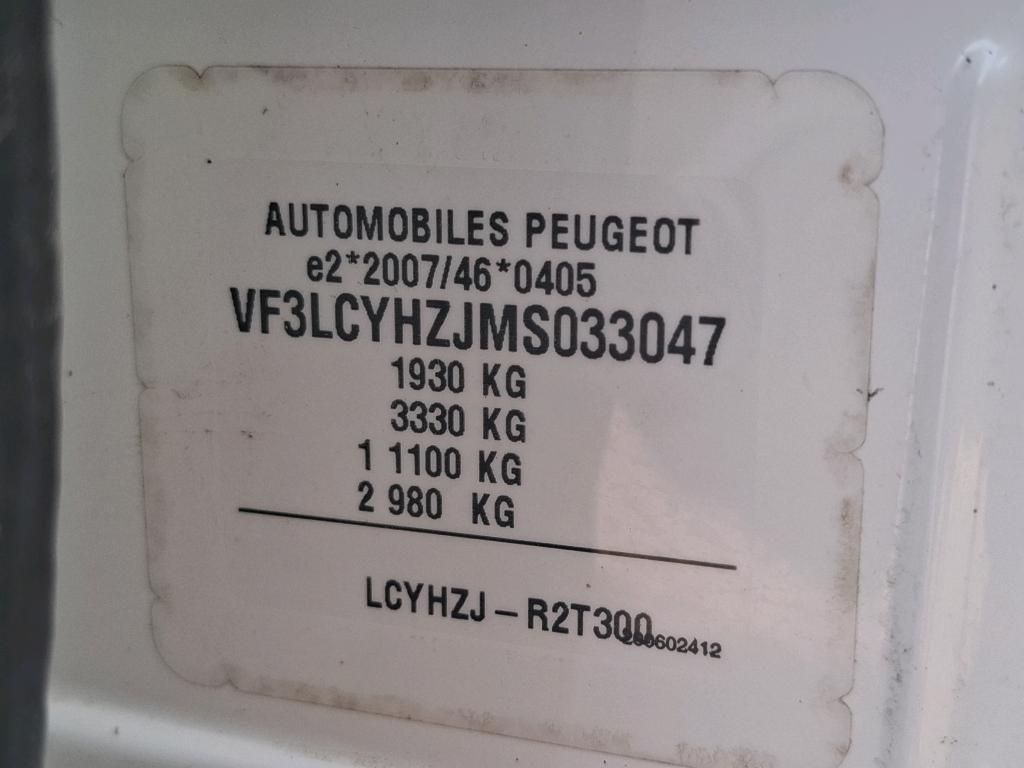 AUTOMOBILES PEUGEOT
e2*2007/46*0405
VF3LCYHZJMS033047
1930 KG
3330 KG
1 1100 KG
2 980 KG
LCYHZJ – R2T300